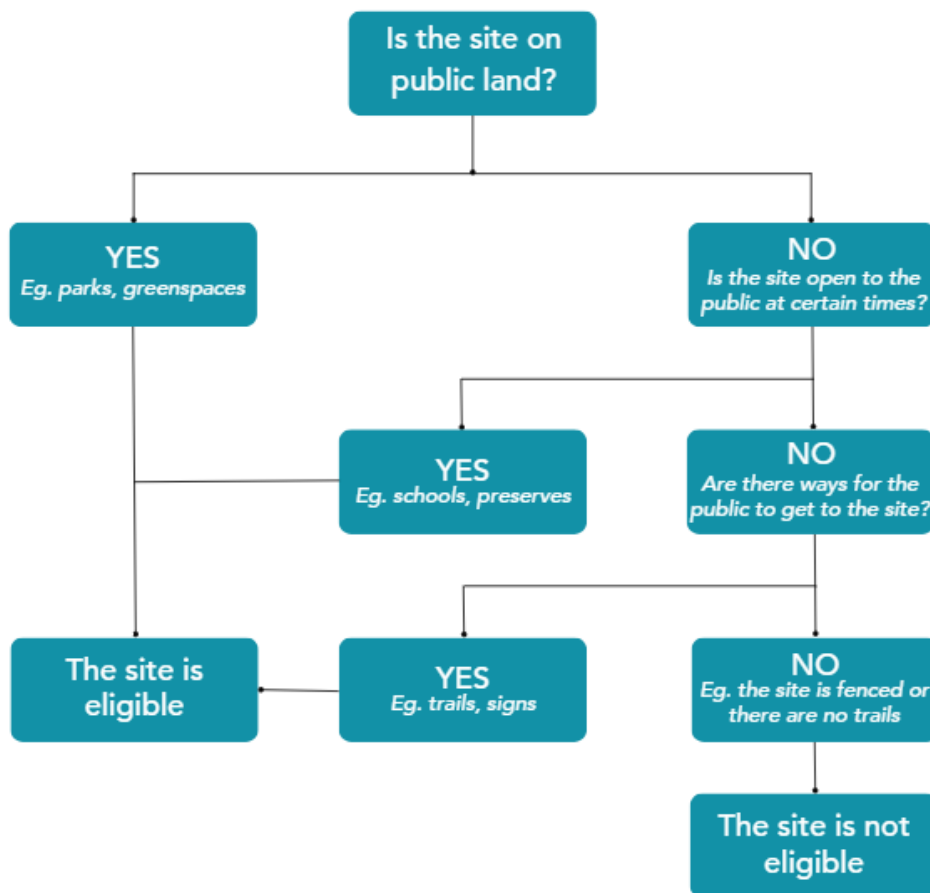 Is the site on
public land?
YES
Eg. parks, greenspaces
NO
Is the site open to the
public at certain times?
YES
Eg. schools, preserves
NO
Are there ways for the
public to get to the site?
The site is
eligible
YES
Eg. trails, signs
NO
Eg. the site is fenced or
there are no trails
The site is not
eligible